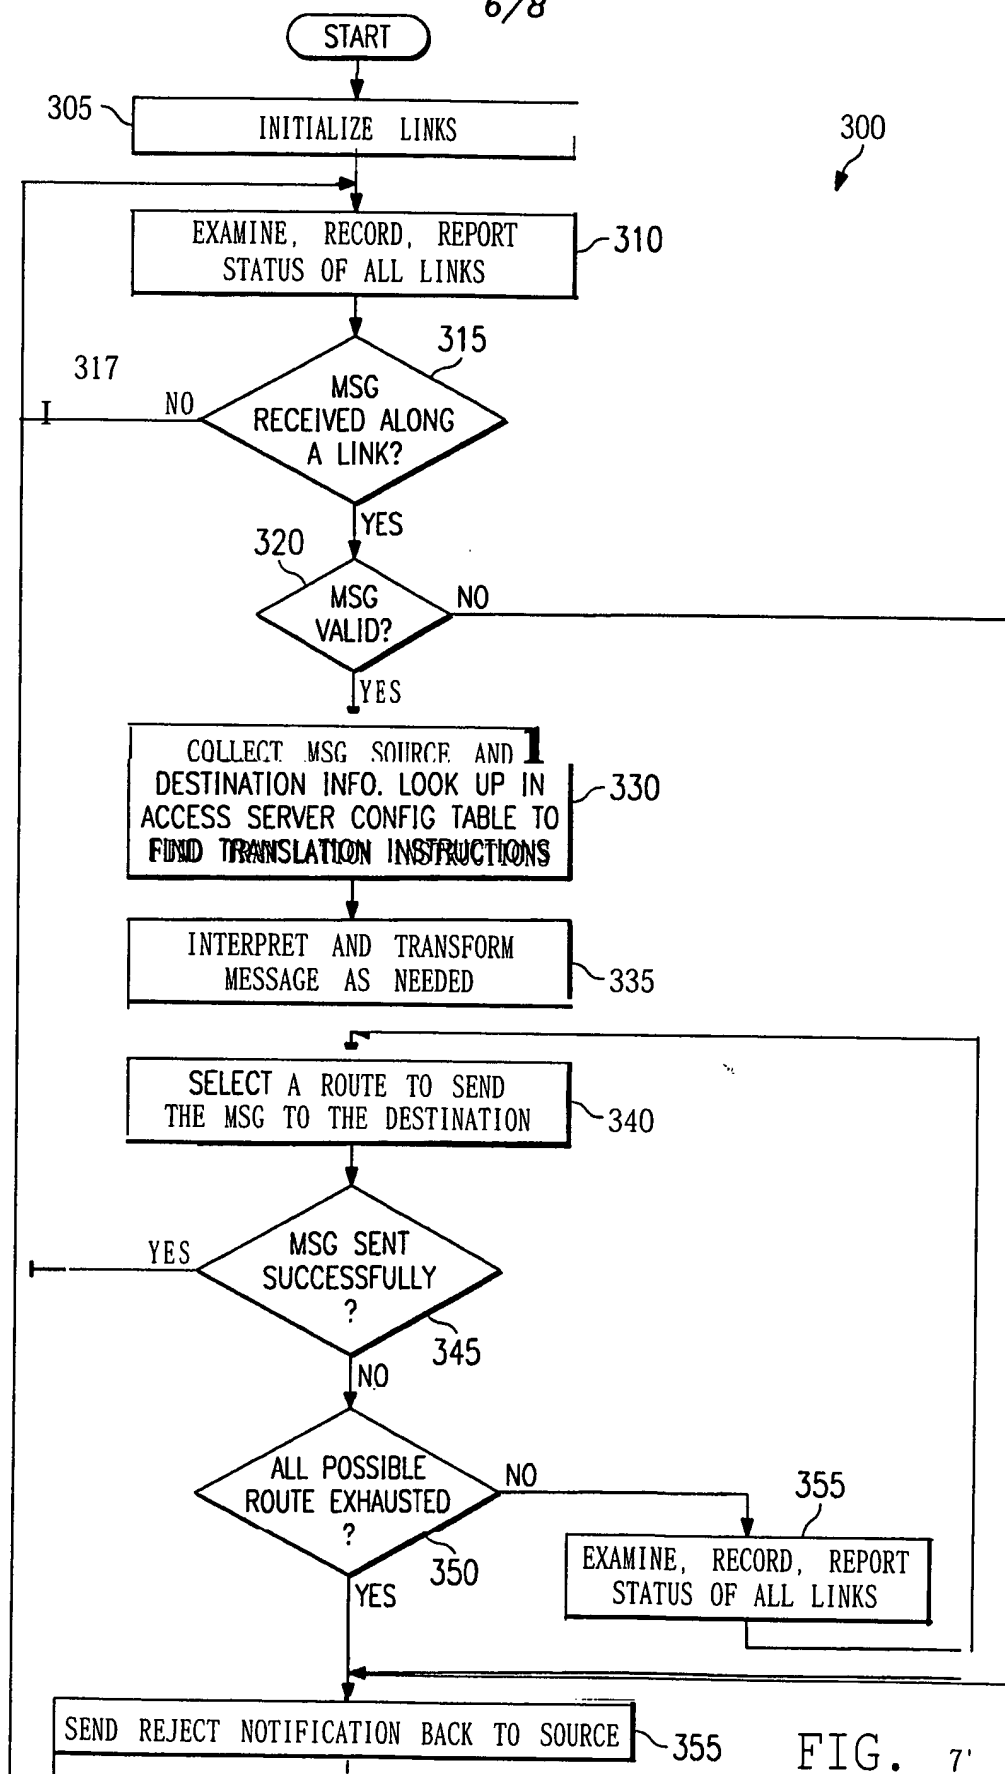 6/8
START
305
INITIALIZE LINKS
300
EXAMINE, RECORD, REPORT
STATUS OF ALL LINKS
310
315
317
MSG
RECEIVED ALONG
A LINK?
NO
YES
320
MSG
VALID?
NO
YES
COLLECT MSG SOURCE AND
DESTINATION INFO. LOOK UP IN
ACCESS SERVER CONFIG TABLE TO
FIND TRANSLATION INSTRUCTIONS
330
INTERPRET AND TRANSFORM
MESSAGE AS NEEDED
335
SELECT A ROUTE TO SEND
THE MSG TO THE DESTINATION
340
YES
MSG SENT
SUCCESSFULLY
?
345
NO
ALL POSSIBLE
ROUTE EXHAUSTED
?
NO
350
YES
355
EXAMINE, RECORD, REPORT
STATUS OF ALL LINKS
SEND REJECT NOTIFICATION BACK TO SOURCE
355
FIG. 7'